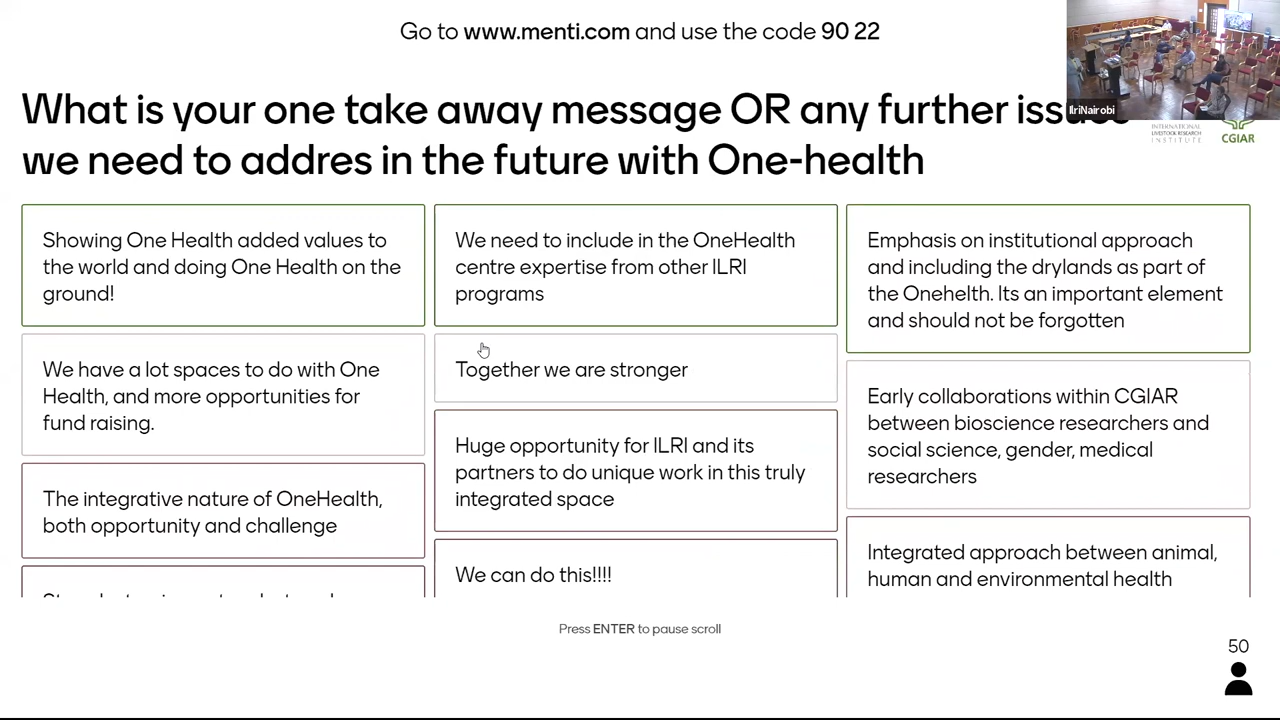 Go to www.menti.com and use the code 90 22
IlriNairobi
What is your one take away message OR any further
we need to addres in the future with One-health
INTERNATIONAL
LIVESTOCK RESEARCH
INSTITUTE
CGIAR
Showing One Health added values to
the world and doing One Health on the
ground!
We have a lot spaces to do with One
Health, and more opportunities for
fund raising.
The integrative nature of OneHealth,
both opportunity and challenge
We need to include in the OneHealth
centre expertise from other ILRI
programs
Together we are stronger
Huge opportunity for ILRI and its
partners to do unique work in this truly
integrated space
We can do this!!!!
Emphasis on institutional approach
and including the drylands as part of
the Onehelth. Its an important element
and should not be forgotten
Early collaborations within CGIAR
between bioscience researchers and
social science, gender, medical
researchers
Integrated approach between animal,
human and environmental health
Press ENTER to pause scroll
50